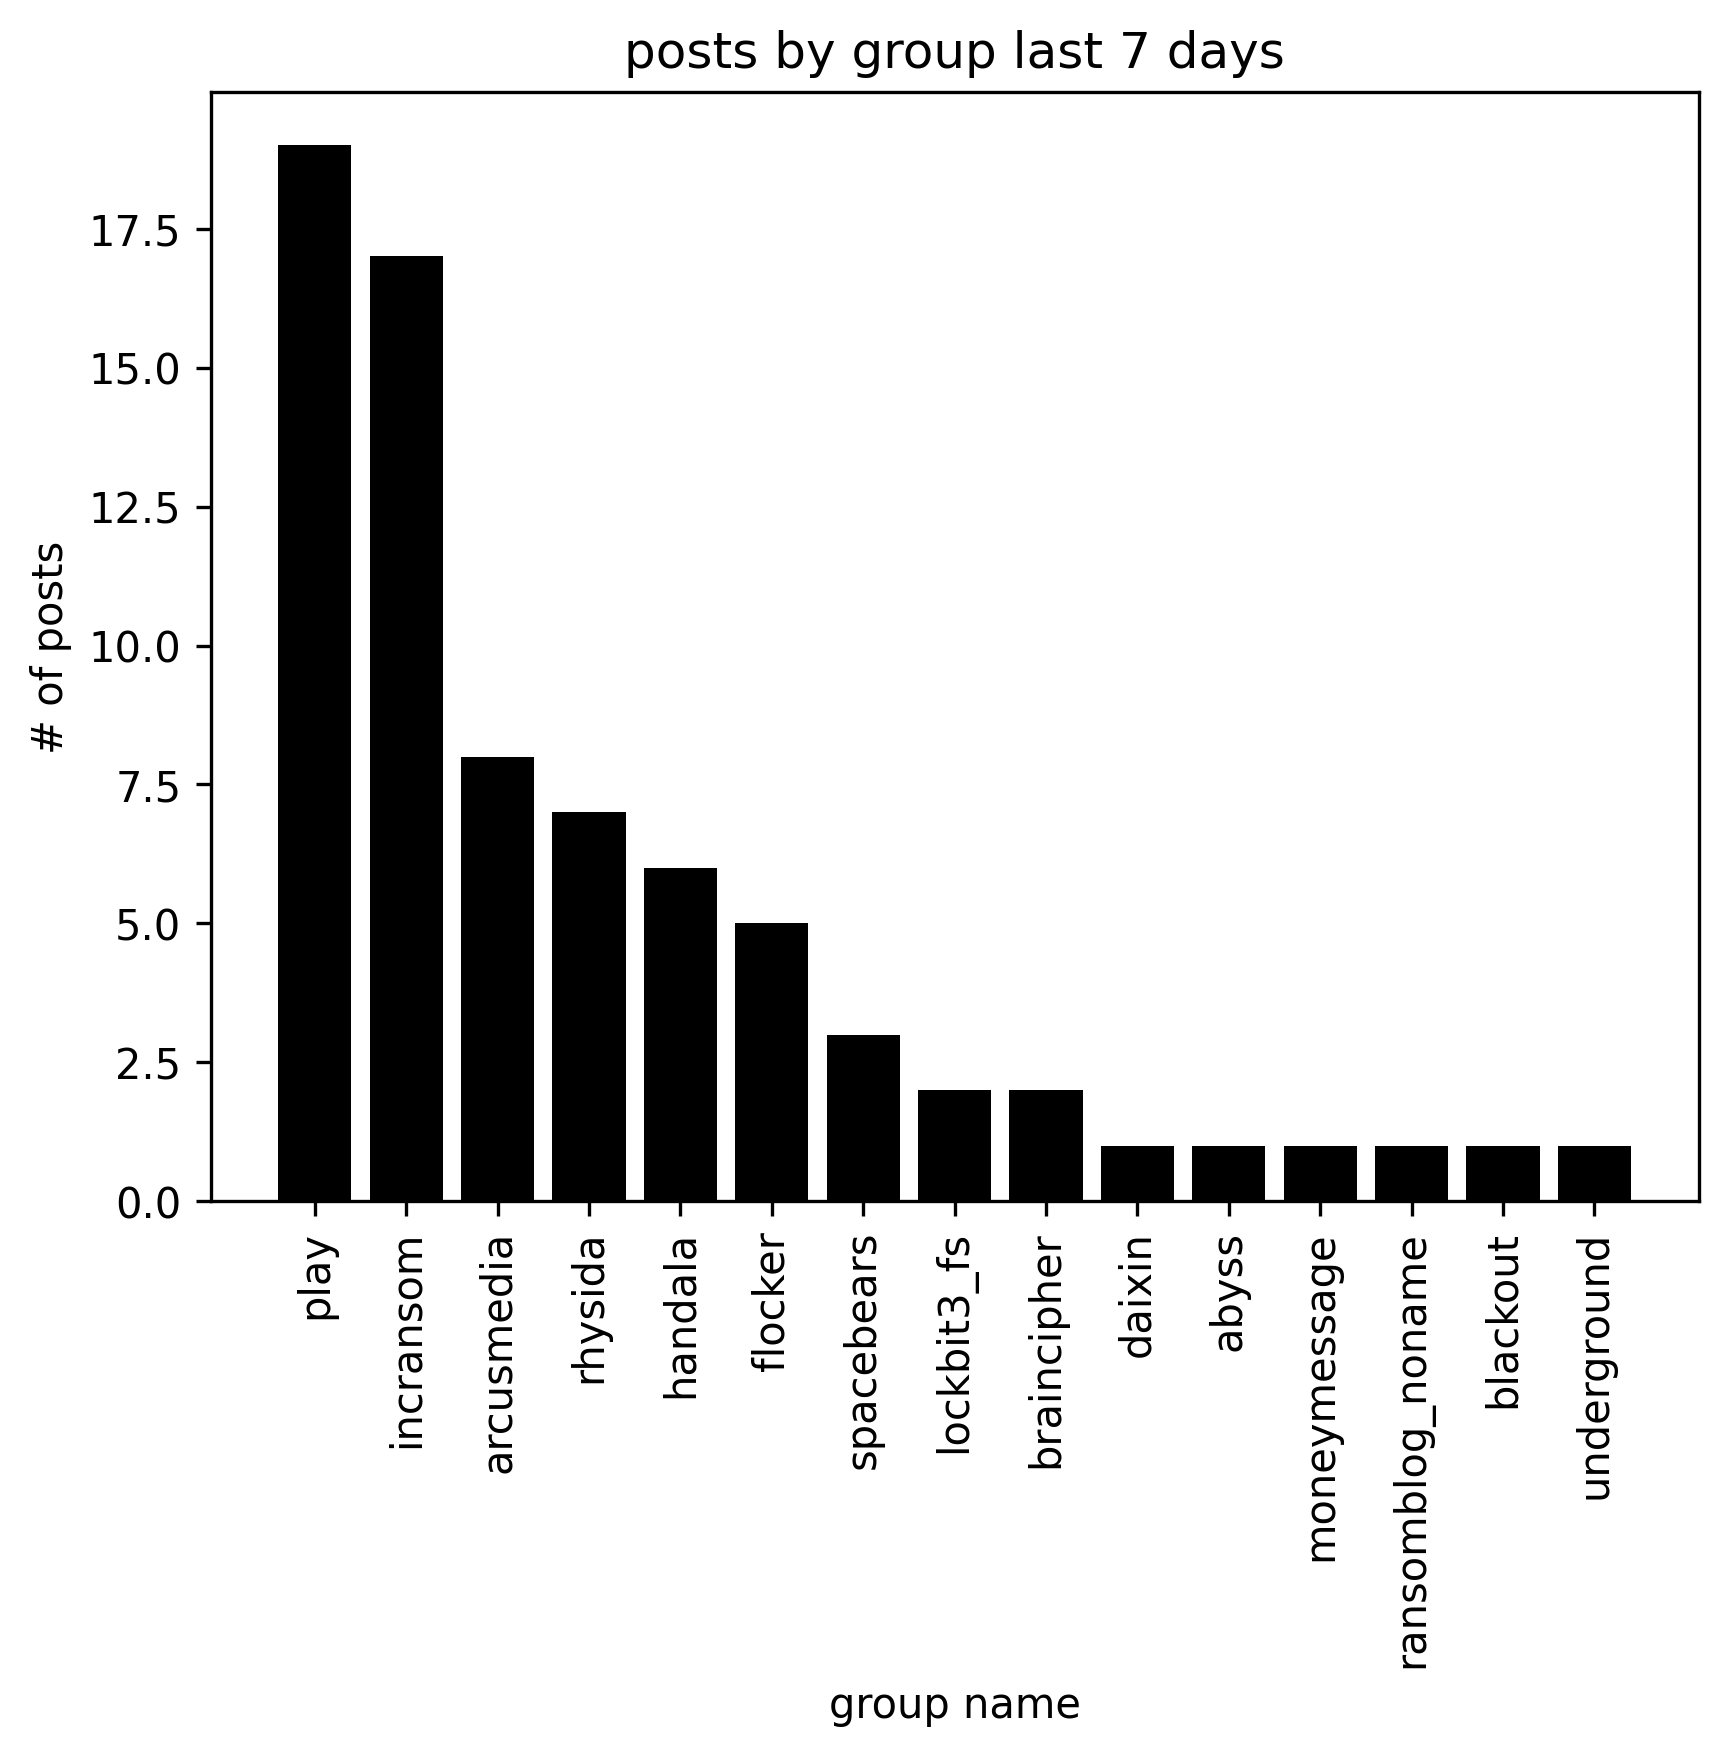 posts by group last 7 days
# of posts
17.5
15.0
12.5
10.0
7.5
5.0
2.5
0.0
play
incransom
arcusmedia
rhysida
handala
flocker
spacebears
lockbit3_fs
braincipher
daixin
abyss
moneymessage
ransomblog_noname
blackout
underground
group name